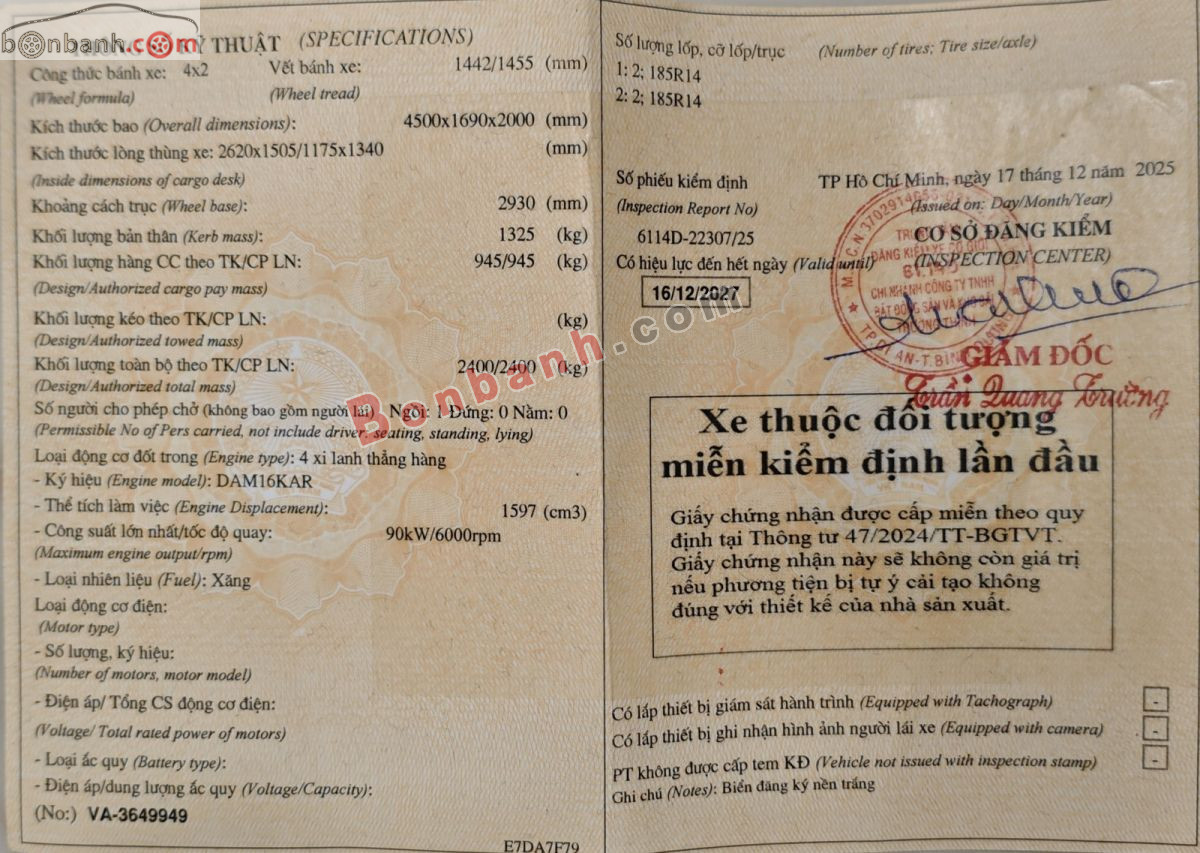 bonbanh.com
KỸ THUẬT (SPECIFICATIONS)
Công thức bánh xe: 4x2 Vết bánh xe: 1442/1455 (mm)
(Wheel formula) (Wheel tread)
Kích thước bao (Overall dimensions): 4500x1690x2000 (mm)
Kích thước lòng thùng xe: 2620x1505/1175x1340 (mm)
(Inside dimensions of cargo desk)
Khoảng cách trục (Wheel base): 2930 (mm)
Khối lượng bản thân (Kerb mass): 1325 (kg)
Khối lượng hàng CC theo TK/CP LN: 945/945 (kg)
(Design/Authorized cargo pay mass)
Khối lượng kéo theo TK/CP LN: (kg)
(Design/Authorized towed mass)
Khối lượng toàn bộ theo TK/CP LN: 2400/2400 (kg)
(Design/Authorized total mass)
Số người cho phép chở (không bao gồm người lái) Ngồi: 1 Đứng: 0 Nằm: 0
(Permissible No of Pers carried, not include driver: seating, standing, lying)
Loại động cơ đốt trong (Engine type): 4 xi lanh thẳng hàng
- Ký hiệu (Engine model): DAM16KAR
- Thể tích làm việc (Engine Displacement): 1597 (cm3)
- Công suất lớn nhất/tốc độ quay: 90kW/6000rpm
(Maximum engine output/rpm)
- Loại nhiên liệu (Fuel): Xăng
Loại động cơ điện:
(Motor type)
- Số lượng, ký hiệu:
(Number of motors, motor model)
- Điện áp/ Tổng CS động cơ điện:
(Voltage/ Total rated power of motors)
- Loại ắc quy (Battery type):
- Điện áp/dung lượng ắc quy (Voltage/Capacity):
(No:) VA-3649949
E7DA7F79
Số lượng lốp, cỡ lốp/trục (Number of tires; Tire size/axle)
1: 2; 185R14
2: 2; 185R14
Số phiếu kiểm định TP Hồ Chí Minh, ngày 17 tháng 12 năm 2025
(Inspection Report No) (Issued on: Day/Month/Year)
6114D-22307/25 CƠ SỞ ĐĂNG KIỂM
Có hiệu lực đến hết ngày (Valid until) (INSPECTION CENTER)
16/12/2027
ĐĂNG KIỂM XE CƠ GIỚI
CHI NHÁNH CÔNG TY TNHH
GIÁM ĐỐC
Trần Quang Trường
Bonbanh.com
Xe thuộc đối tượng
miễn kiểm định lần đầu
Giấy chứng nhận được cấp miễn theo quy
định tại Thông tư 47/2024/TT-BGTVT.
Giấy chứng nhận này sẽ không còn giá trị
nếu phương tiện bị tự ý cải tạo không
đúng với thiết kế của nhà sản xuất.
Có lắp thiết bị giám sát hành trình (Equipped with Tachograph) -
Có lắp thiết bị ghi nhận hình ảnh người lái xe (Equipped with camera) -
PT không được cấp tem KĐ (Vehicle not issued with inspection stamp) -
Ghi chú (Notes): Biển đăng ký nền trắng